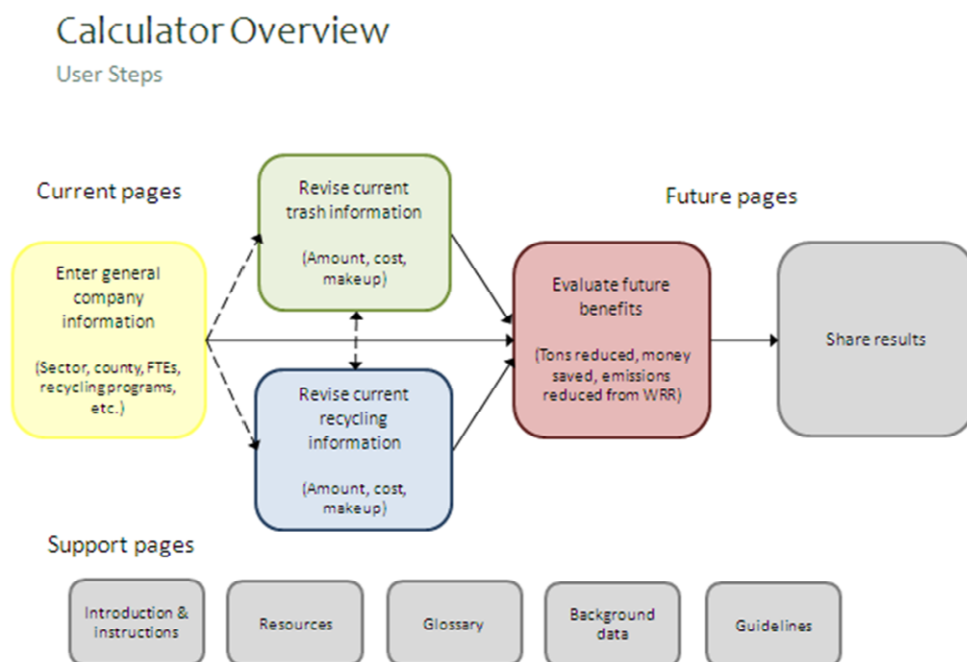 Calculator Overview
User Steps
Current pages
Future pages
Enter general
company
information
(Sector, county, FTEs,
recycling programs,
etc.)
Revise current
trash information
(Amount, cost,
makeup)
Revise current
recycling
information
(Amount, cost,
makeup)
Evaluate future
benefits
(Tons reduced, money
saved, emissions
reduced from WRR)
Share results
Support pages
Introduction &
instructions
Resources
Glossary
Background
data
Guidelines